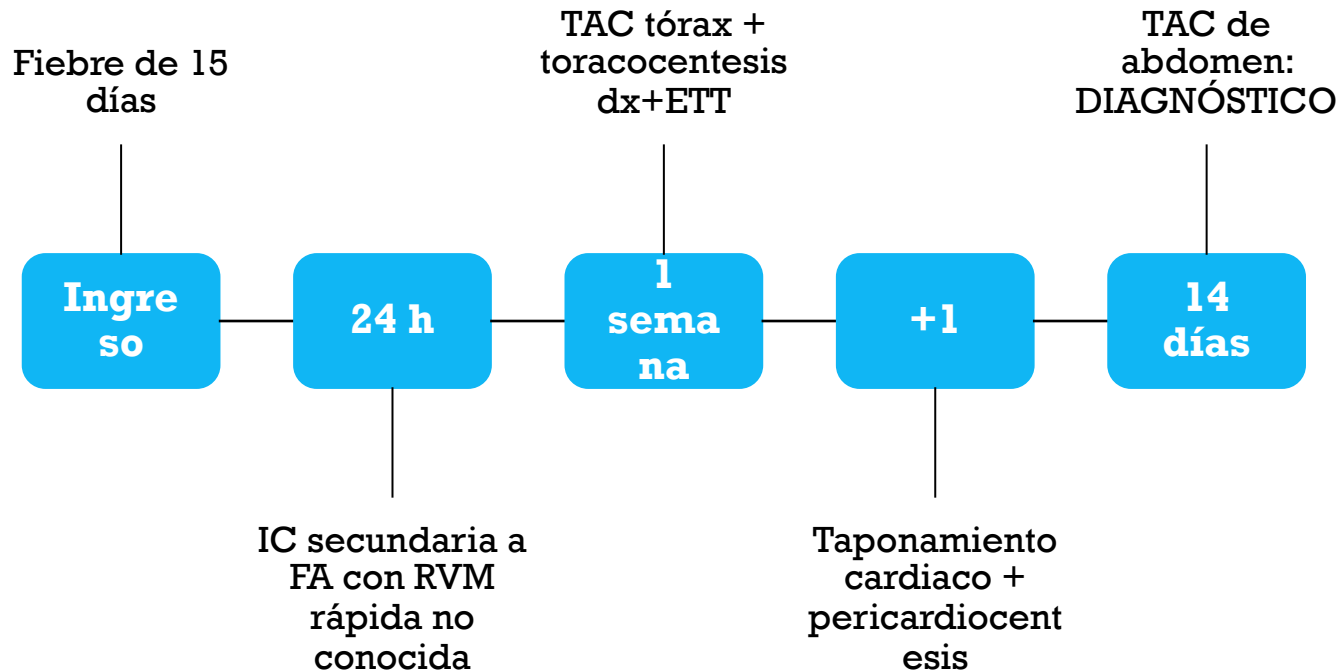 Fiebre de 15
días
TAC tórax +
toracocentesis
dx+ETT
TAC de
abdomen:
DIAGNÓSTICO
Ingre
so
24 h
1
sema
na
+1
14
días
IC secundaria a
FA con RVM
rápida no
conocida
Taponamiento
cardiaco +
pericardiocent
esis